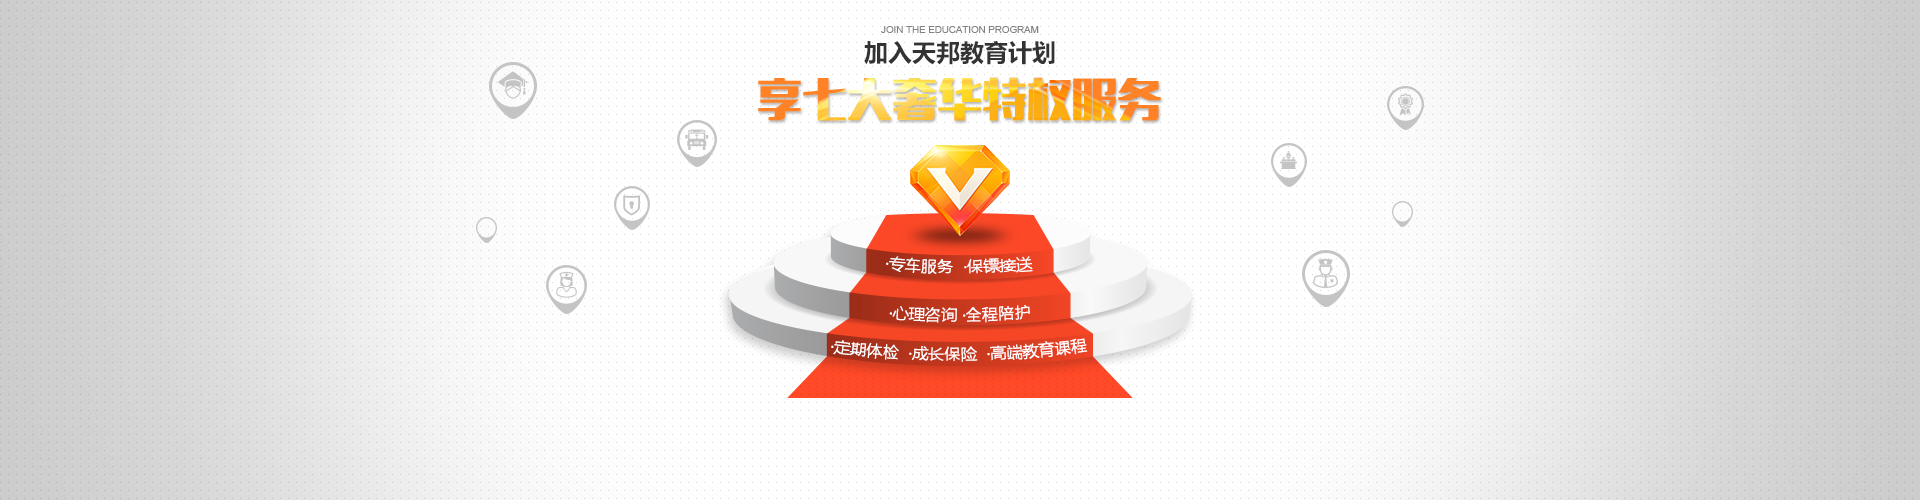 JOIN THE EDUCATION PROGRAM
加入天邦教育计划
享七大奢华特权服务
V
·专车服务 ·保镖接送
·心理咨询 ·全程陪护
·定期体检 ·成长保险 ·高端教育课程